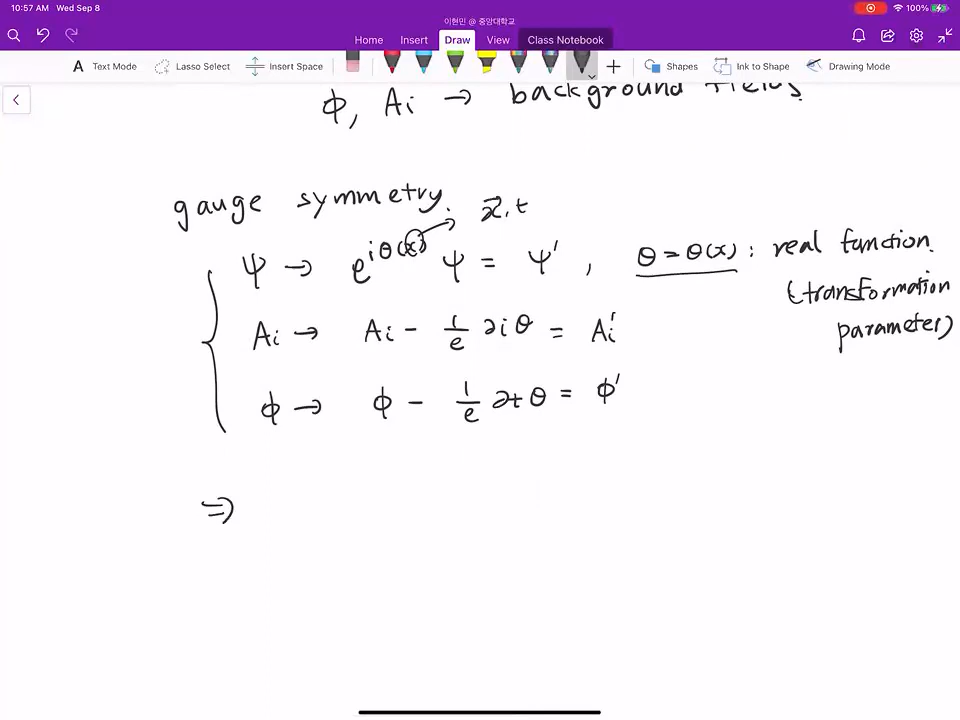 10:57 AM Wed Sep 8
100%
이현민 @ 중앙대학교
Home Insert Draw View Class Notebook
Text Mode Lasso Select Insert Space Shapes Ink to Shape Drawing Mode
ϕ, Ai → background fields.
gauge symmetry. x⃗, t
ψ → e^{iθ(x)} ψ = ψ' , θ = θ(x) : real function.
(transformation
Ai → Ai − 1/e ∂iθ = Ai'
parameter)
ϕ → ϕ − 1/e ∂tθ = ϕ'
⇒